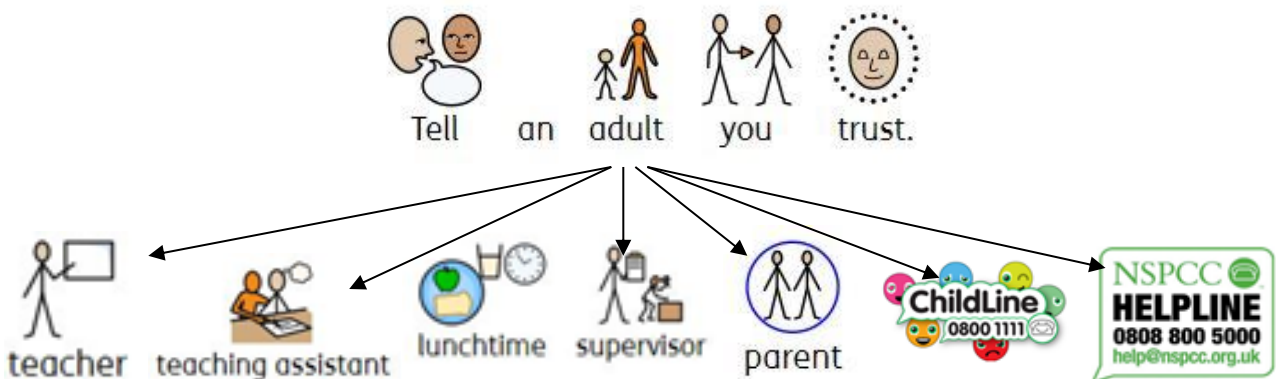 Tell an adult you trust.
teacher
teaching assistant
lunchtime supervisor
parent
ChildLine
0800 1111
NSPCC
HELPLINE
0808 800 5000
help@nspcc.org.uk